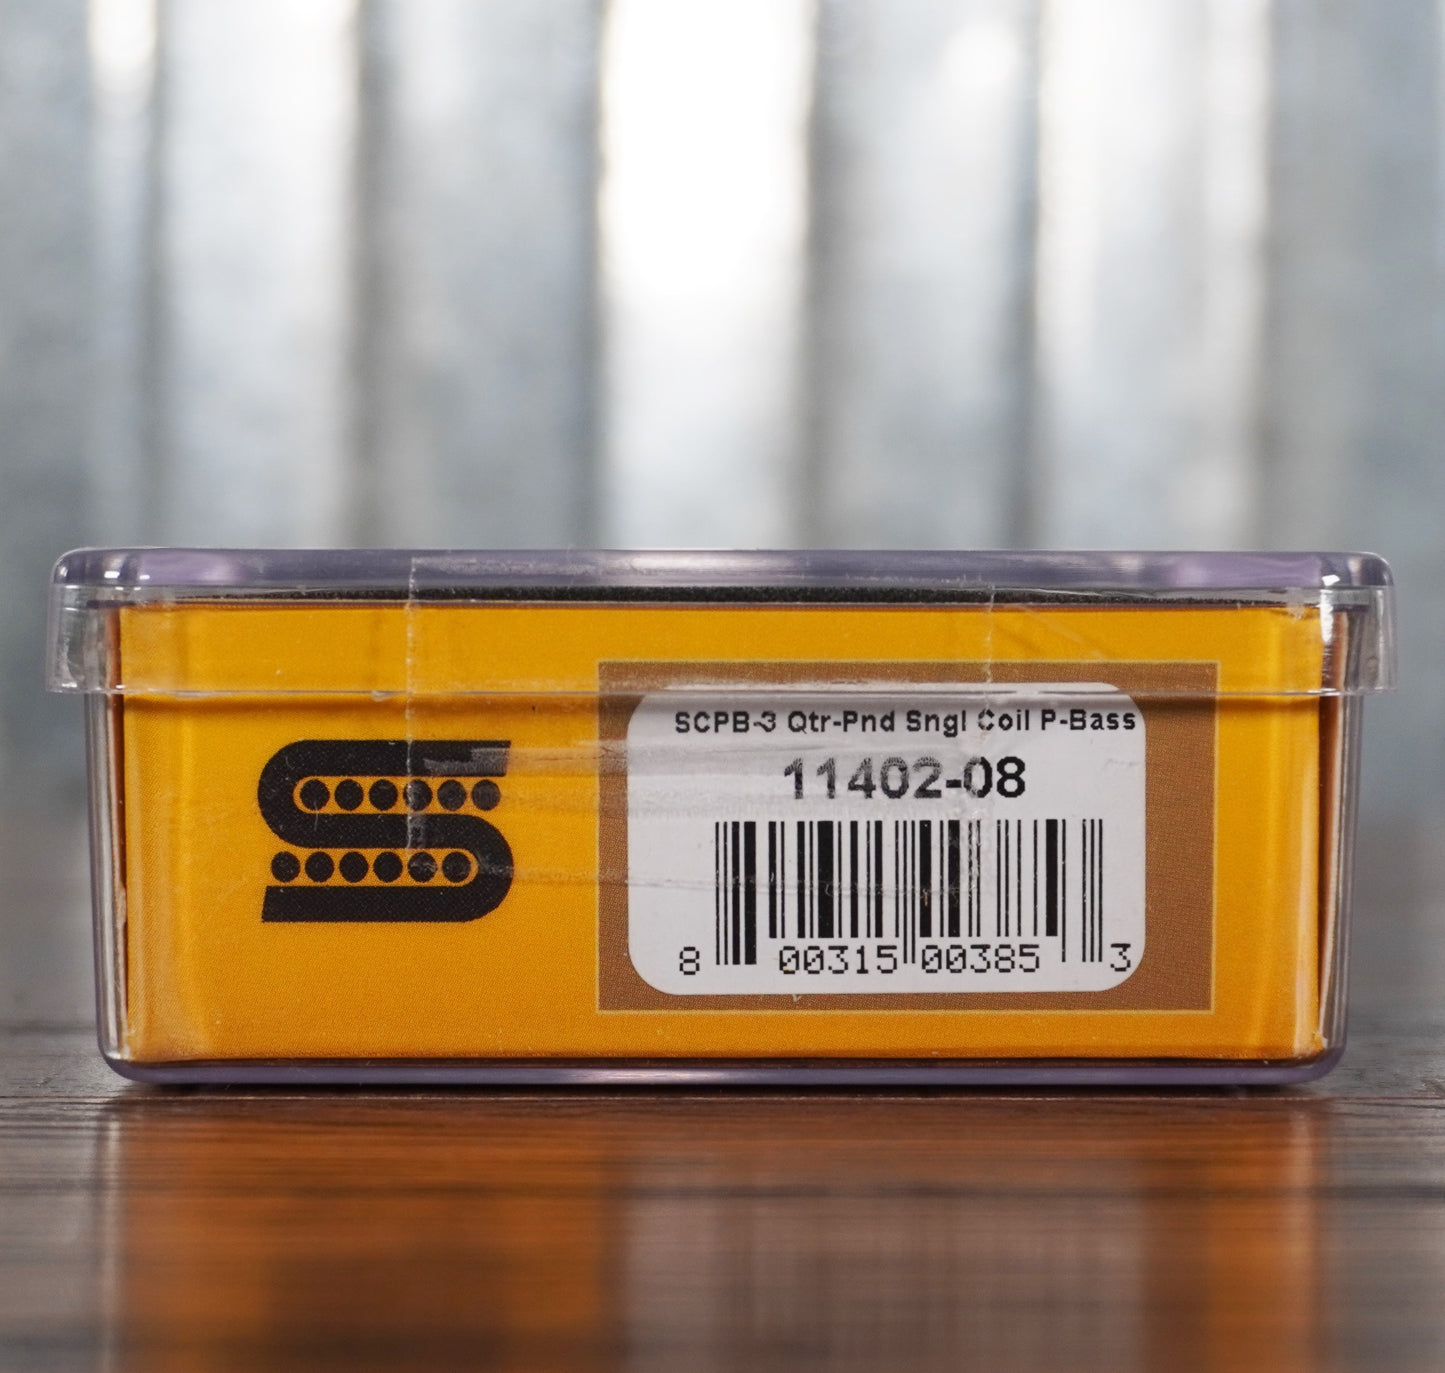 SCPB-3 Qtr-Pnd Sngl Coil P-Bass
11402-08
8 00315 00385 3